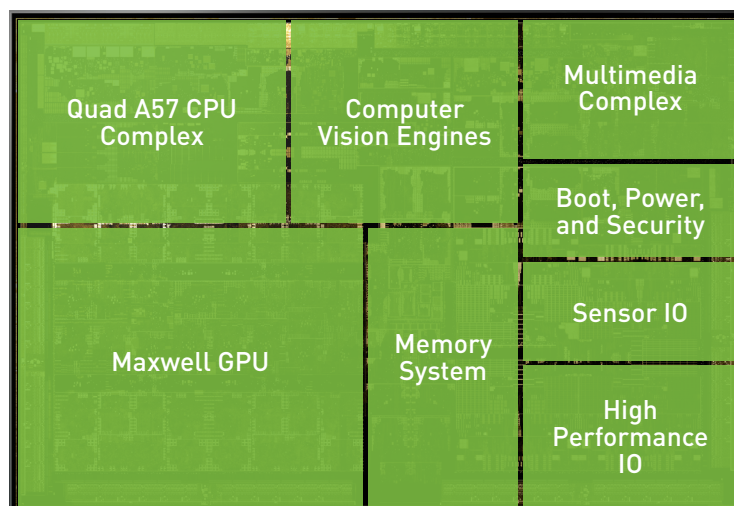 Quad A57 CPU
Complex
Computer
Vision Engines
Multimedia
Complex
Boot, Power,
and Security
Sensor IO
Maxwell GPU
Memory
System
High
Performance
IO